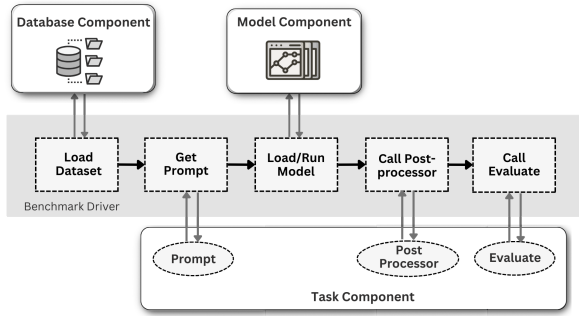 Database Component
Model Component
Load
Dataset
Get
Prompt
Load/Run
Model
Call Post-
processor
Call
Evaluate
Benchmark Driver
Prompt
Post
Processor
Evaluate
Task Component